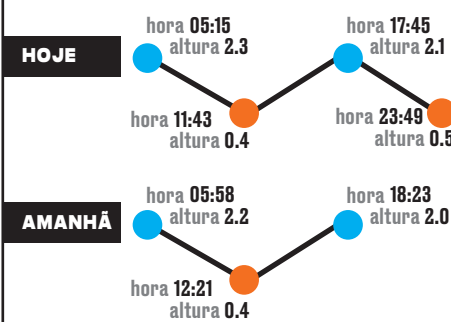 hora 05:15
altura 2.3
hora 17:45
altura 2.1
HOJE
hora 11:43
altura 0.4
hora 23:49
altura 0.5
hora 05:58
altura 2.2
hora 18:23
altura 2.0
AMANHÃ
hora 12:21
altura 0.4